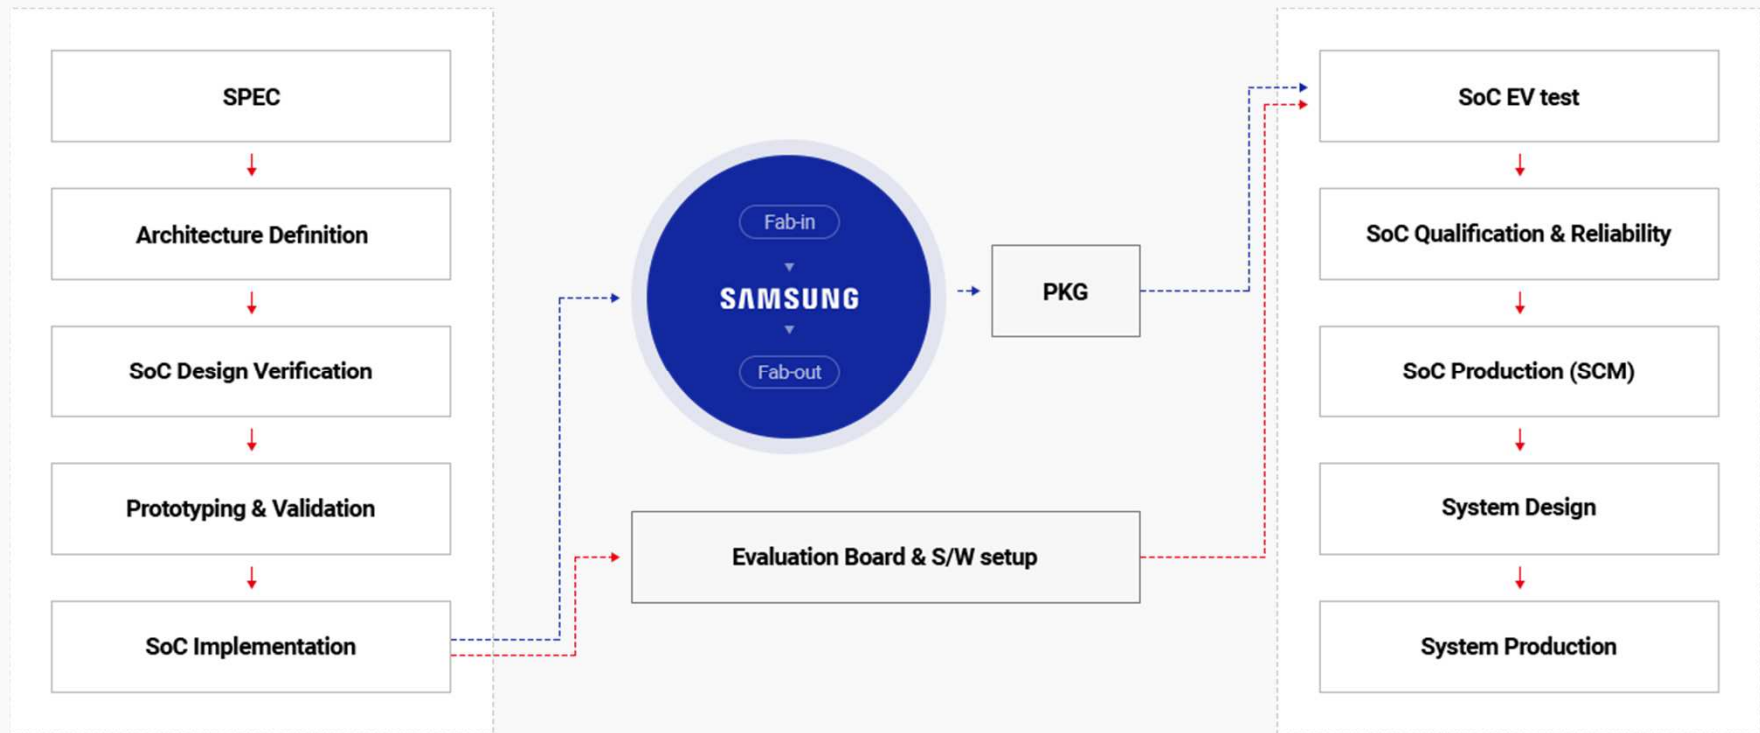 SPEC
Architecture Definition
SoC Design Verification
Prototyping & Validation
SoC Implementation
Fab-in
SAMSUNG
Fab-out
PKG
Evaluation Board & S/W setup
SoC EV test
SoC Qualification & Reliability
SoC Production (SCM)
System Design
System Production